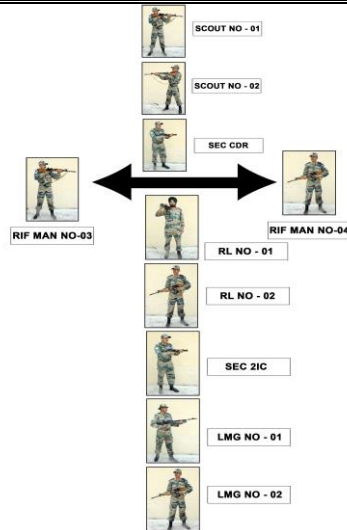 SCOUT NO - 01
SCOUT NO - 02
SEC CDR
RIF MAN NO-03
RIF MAN NO-04
RL NO - 01
RL NO - 02
SEC 2IC
LMG NO - 01
LMG NO - 02